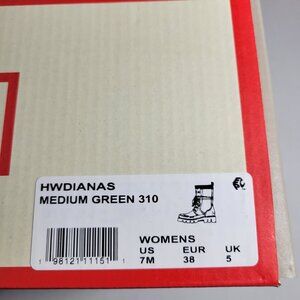 HWDIANAS
MEDIUM GREEN 310
WOMENS
US EUR UK
7M 38 5
1 98121 11151 1